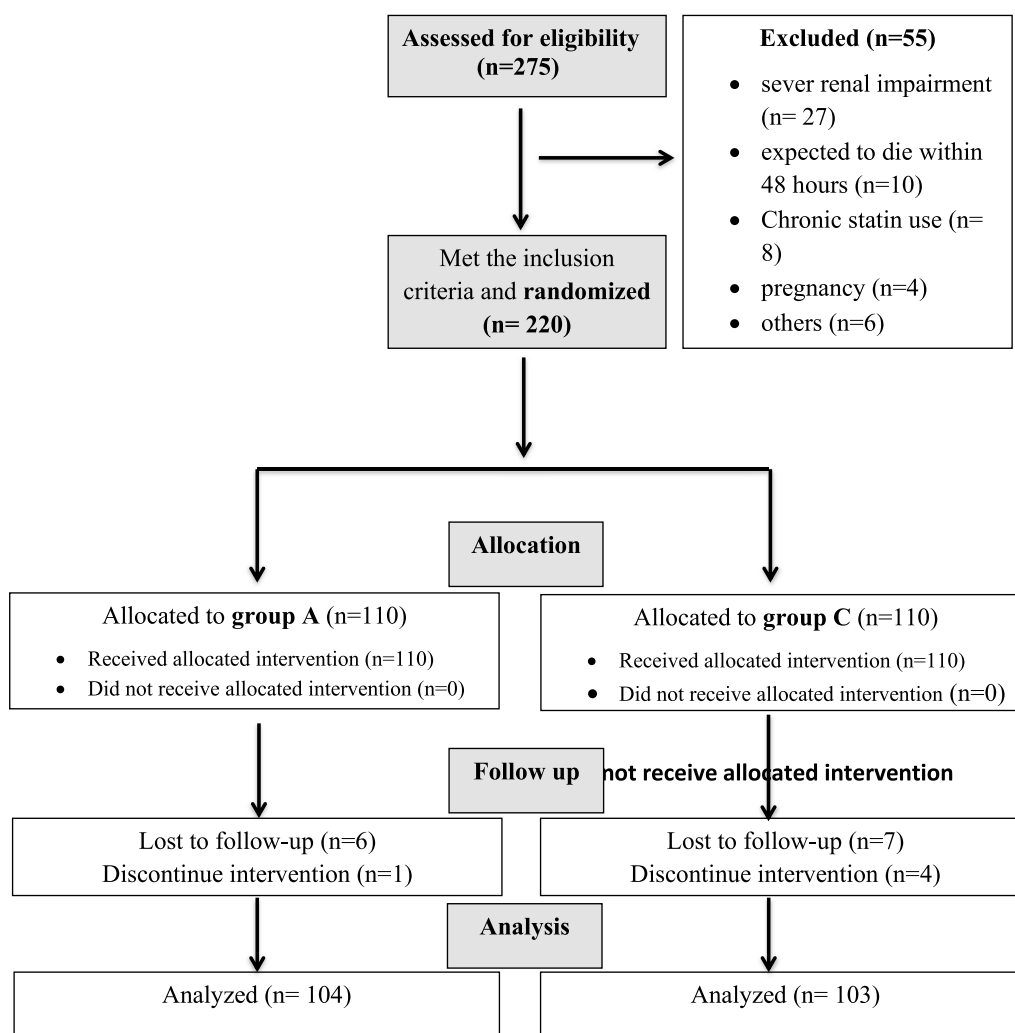 Assessed for eligibility
(n=275)
Excluded (n=55)
• sever renal impairment
(n= 27)
• expected to die within
48 hours (n=10)
• Chronic statin use (n=
8)
• pregnancy (n=4)
• others (n=6)
Met the inclusion
criteria and randomized
(n= 220)
Allocation
Allocated to group A (n=110)
• Received allocated intervention (n=110)
• Did not receive allocated intervention (n=0)
Allocated to group C (n=110)
• Received allocated intervention (n=110)
• Did not receive allocated intervention (n=0)
Follow up
not receive allocated intervention
Lost to follow-up (n=6)
Discontinue intervention (n=1)
Lost to follow-up (n=7)
Discontinue intervention (n=4)
Analysis
Analyzed (n= 104)
Analyzed (n= 103)